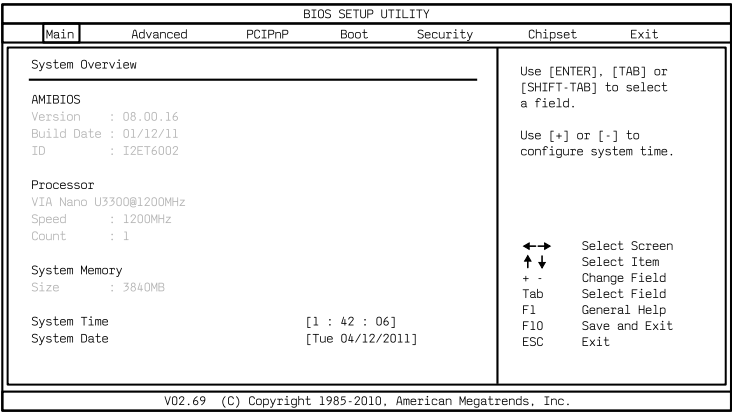 BIOS SETUP UTILITY
Main Advanced PCIPnP Boot Security Chipset Exit
System Overview
AMIBIOS
Version : 08.00.16
Build Date : 01/12/11
ID : I2ET6002
Processor
VIA Nano U3300@1200MHz
Speed : 1200MHz
Count : 1
System Memory
Size : 3840MB
System Time [1 : 42 : 06]
System Date [Tue 04/12/2011]
Use [ENTER], [TAB] or
[SHIFT-TAB] to select
a field.
Use [+] or [-] to
configure system time.
←→ Select Screen
↑↓ Select Item
+ - Change Field
Tab Select Field
F1 General Help
F10 Save and Exit
ESC Exit
V02.69 (C) Copyright 1985-2010, American Megatrends, Inc.